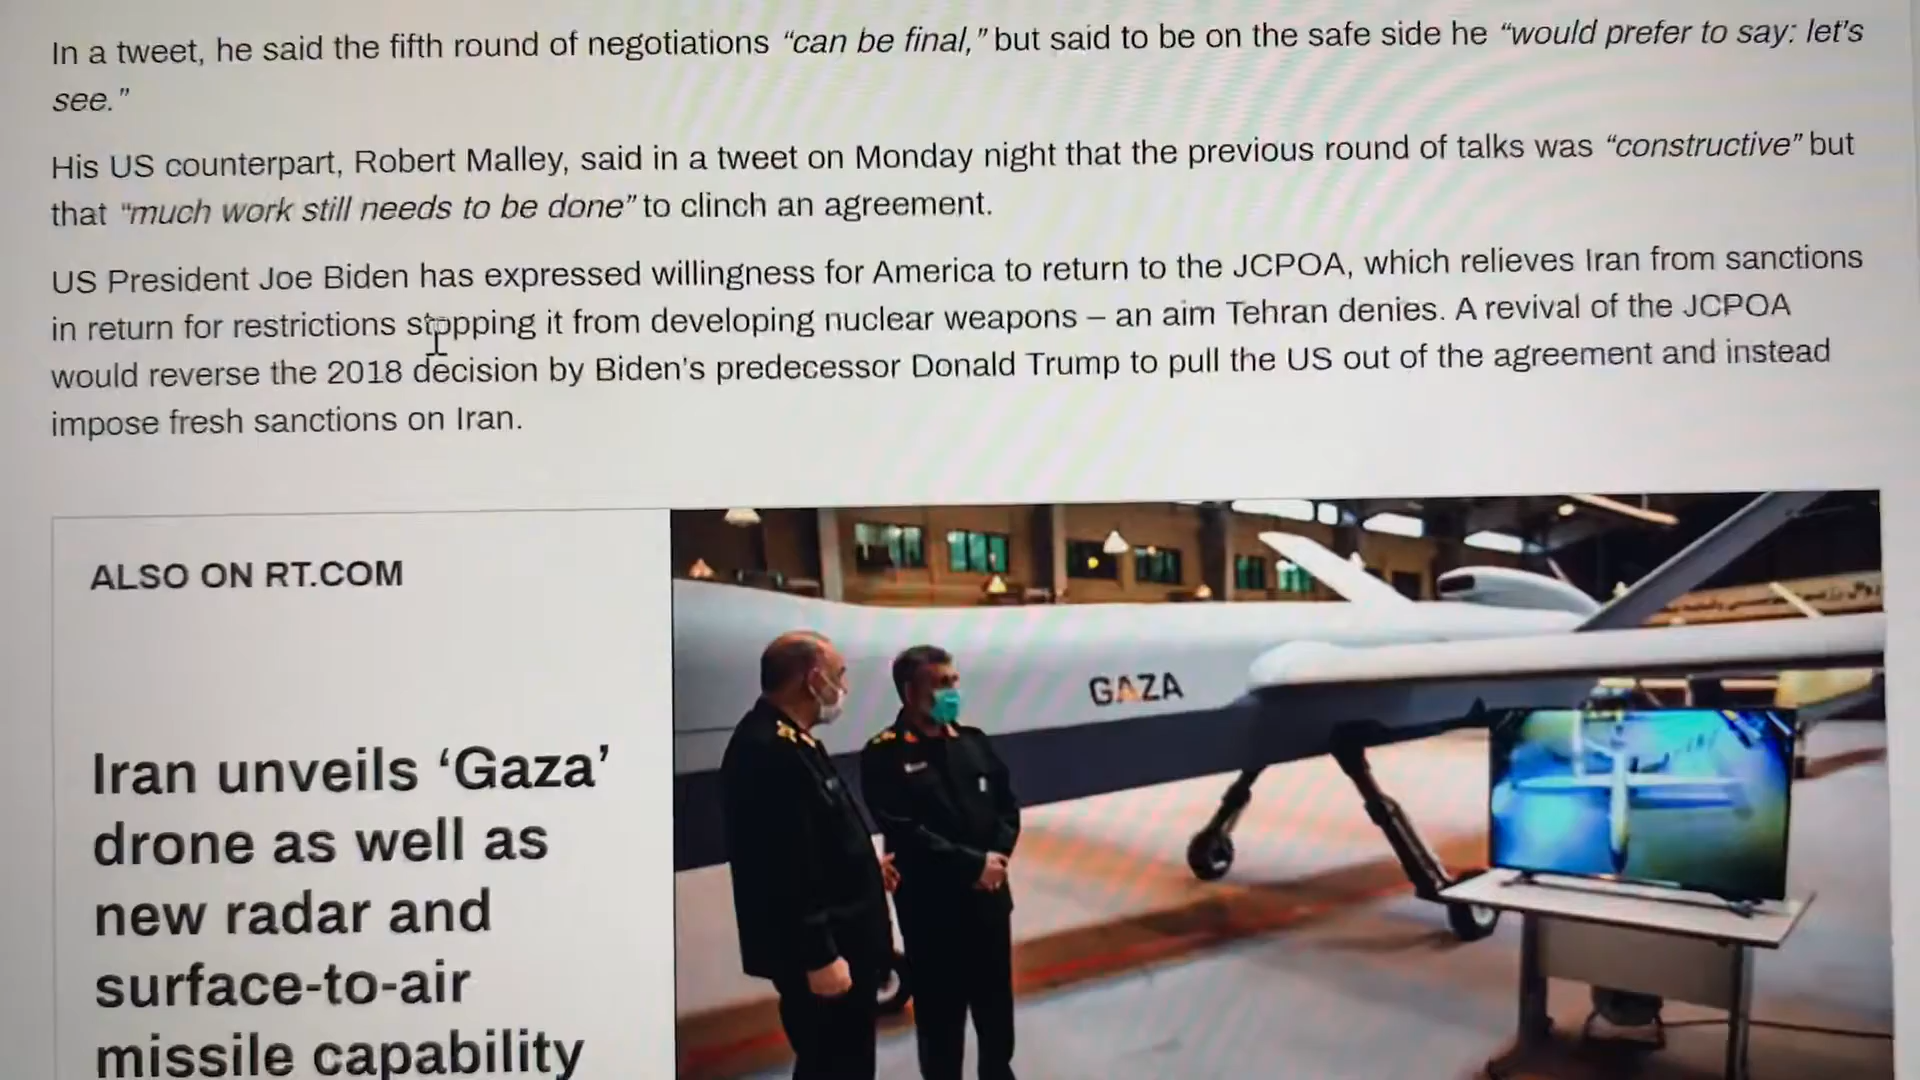 In a tweet, he said the fifth round of negotiations “can be final,” but said to be on the safe side he “would prefer to say: let's
see.”
His US counterpart, Robert Malley, said in a tweet on Monday night that the previous round of talks was “constructive” but
that “much work still needs to be done” to clinch an agreement.
US President Joe Biden has expressed willingness for America to return to the JCPOA, which relieves Iran from sanctions
in return for restrictions stopping it from developing nuclear weapons – an aim Tehran denies. A revival of the JCPOA
would reverse the 2018 decision by Biden's predecessor Donald Trump to pull the US out of the agreement and instead
impose fresh sanctions on Iran.
ALSO ON RT.COM
Iran unveils ‘Gaza’
drone as well as
new radar and
surface-to-air
missile capability
GAZA